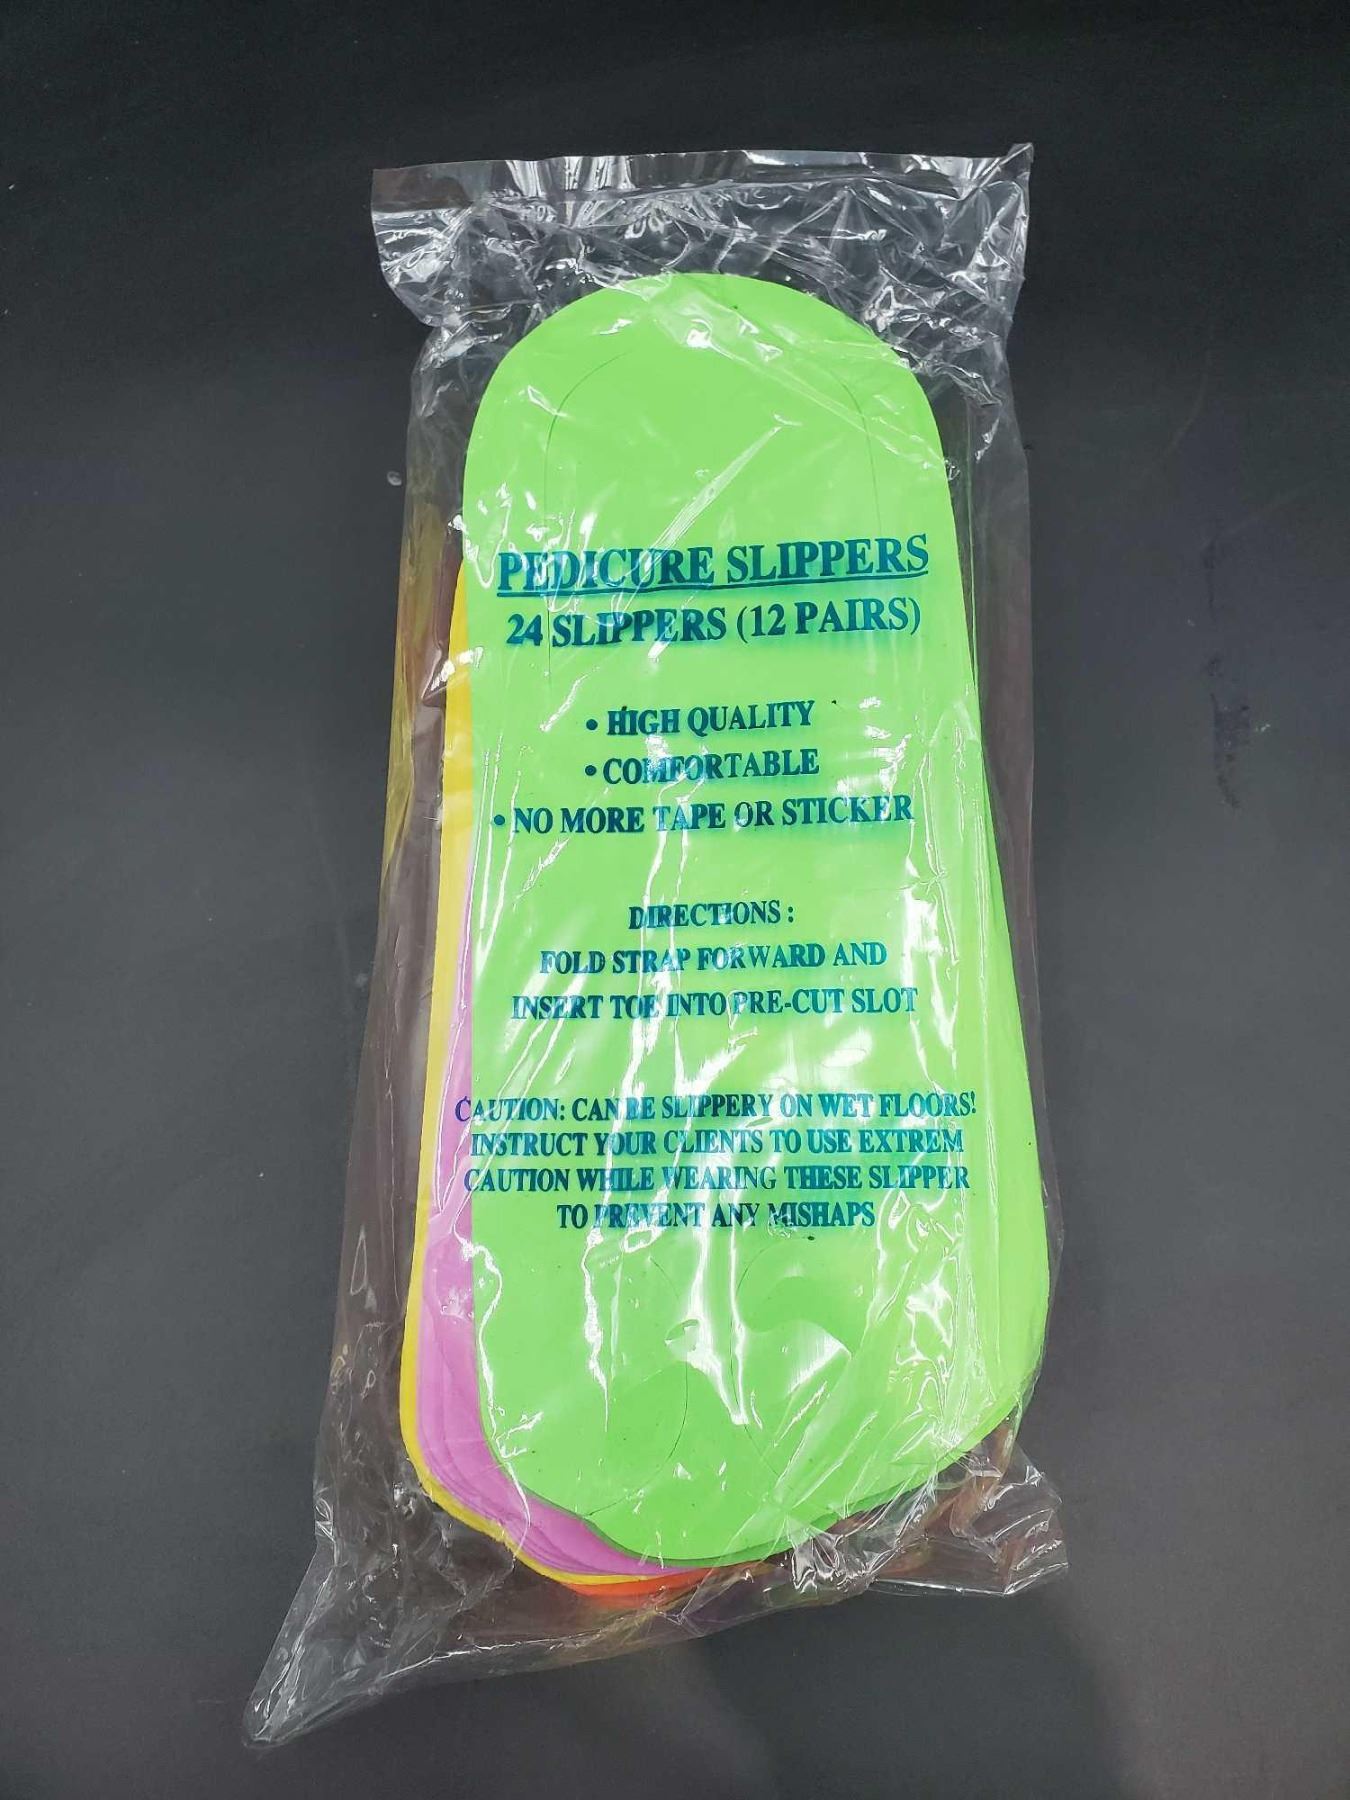 PEDICURE SLIPPERS
24 SLIPPERS (12 PAIRS)
• HIGH QUALITY
• COMFORTABLE
• NO MORE TAPE OR STICKER
DIRECTIONS :
FOLD STRAP FORWARD AND
INSERT TOE INTO PRE-CUT SLOT
CAUTION: CAN BE SLIPPERY ON WET FLOORS!
INSTRUCT YOUR CLIENTS TO USE EXTREM
CAUTION WHILE WEARING THESE SLIPPER
TO PREVENT ANY MISHAPS